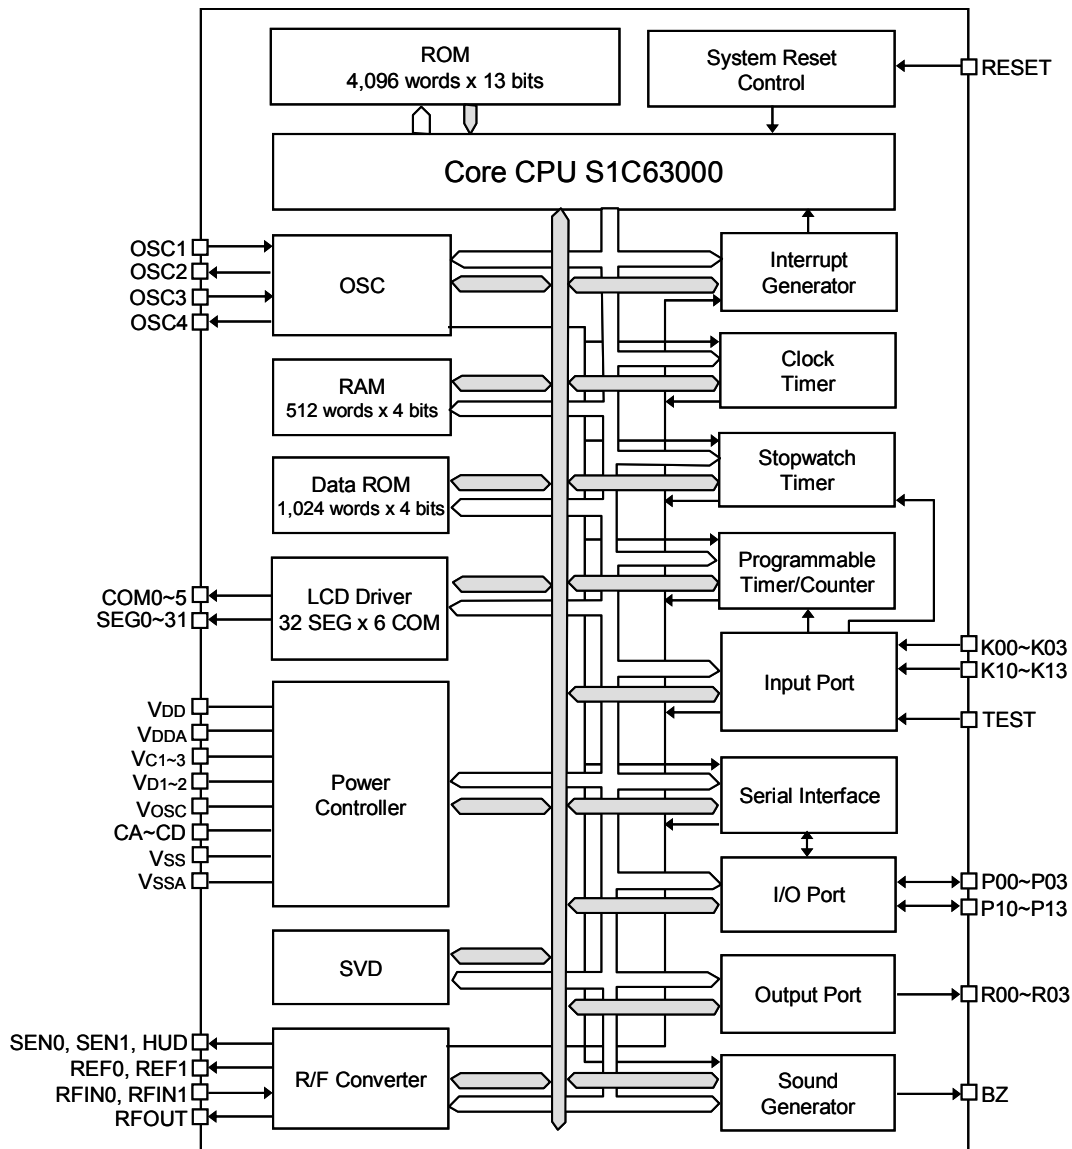 ROM
4,096 words x 13 bits
System Reset
Control
RESET
Core CPU S1C63000
OSC1
OSC2
OSC3
OSC4
OSC
Interrupt
Generator
RAM
512 words x 4 bits
Clock
Timer
Data ROM
1,024 words x 4 bits
Stopwatch
Timer
COM0~5
SEG0~31
LCD Driver
32 SEG x 6 COM
Programmable
Timer/Counter
Input Port
K00~K03
K10~K13
TEST
VDD
VDDA
VC1~3
VD1~2
VOSC
CA~CD
VSS
VSSA
Power
Controller
Serial Interface
I/O Port
P00~P03
P10~P13
SVD
Output Port
R00~R03
SEN0, SEN1, HUD
REF0, REF1
RFIN0, RFIN1
RFOUT
R/F Converter
Sound
Generator
BZ